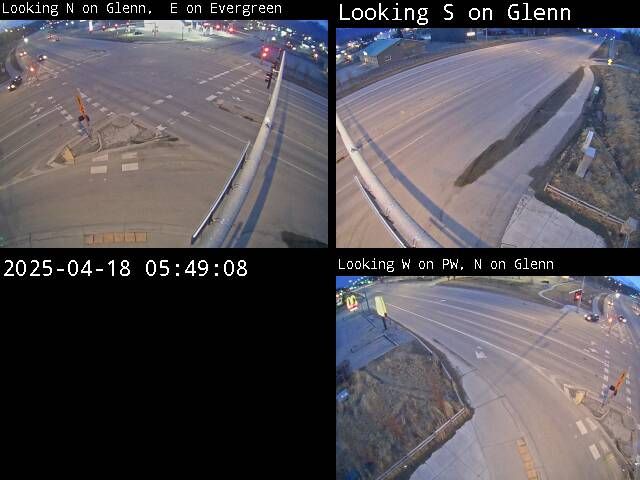 Looking N on Glenn,  E on Evergreen
Looking S on Glenn
2025-04-18 05:49:08
Looking W on PW, N on Glenn